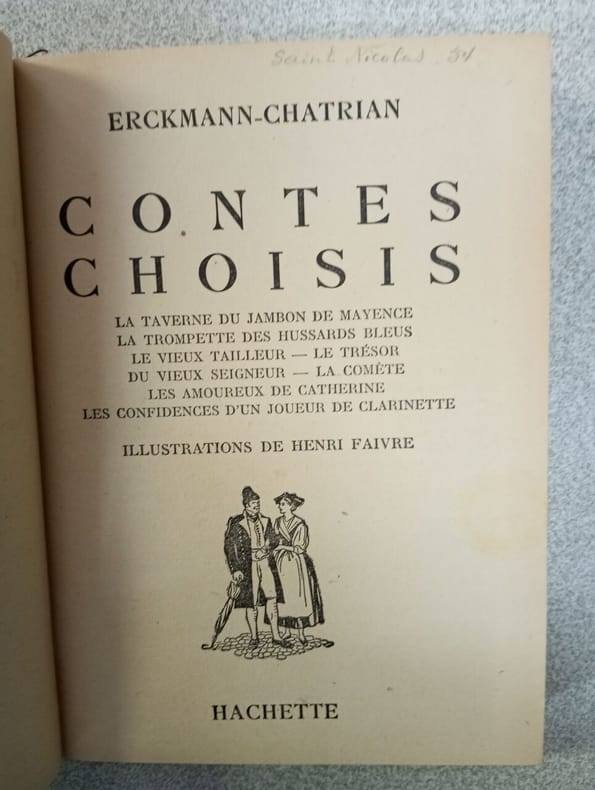 Saint Nicolas 34
ERCKMANN-CHATRIAN
CONTES
CHOISIS
LA TAVERNE DU JAMBON DE MAYENCE
LA TROMPETTE DES HUSSARDS BLEUS
LE VIEUX TAILLEUR — LE TRÉSOR
DU VIEUX SEIGNEUR — LA COMÈTE
LES AMOUREUX DE CATHERINE
LES CONFIDENCES D'UN JOUEUR DE CLARINETTE
ILLUSTRATIONS DE HENRI FAIVRE
HACHETTE